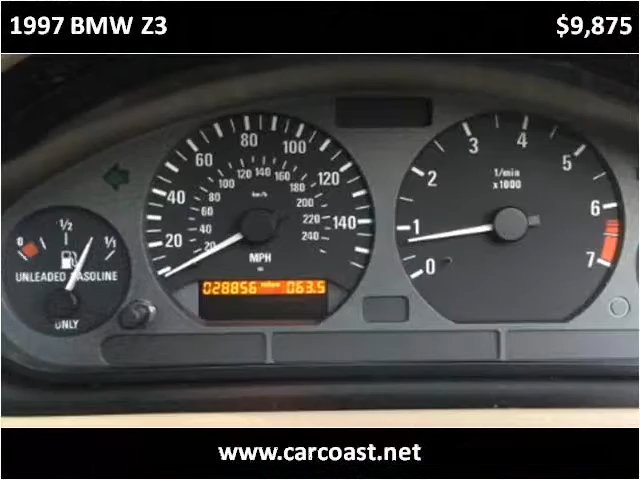 1997 BMW Z3 $9,875
80
60 100
120 140
100 160
40 80 km/h 180 120
60 200
40 220 140
20 20 240
MPH
028856 miles 063.5
0 1/2 1/1
UNLEADED GASOLINE
ONLY
3 4
2 1/min 5
x1000
1 6
0 7
www.carcoast.net